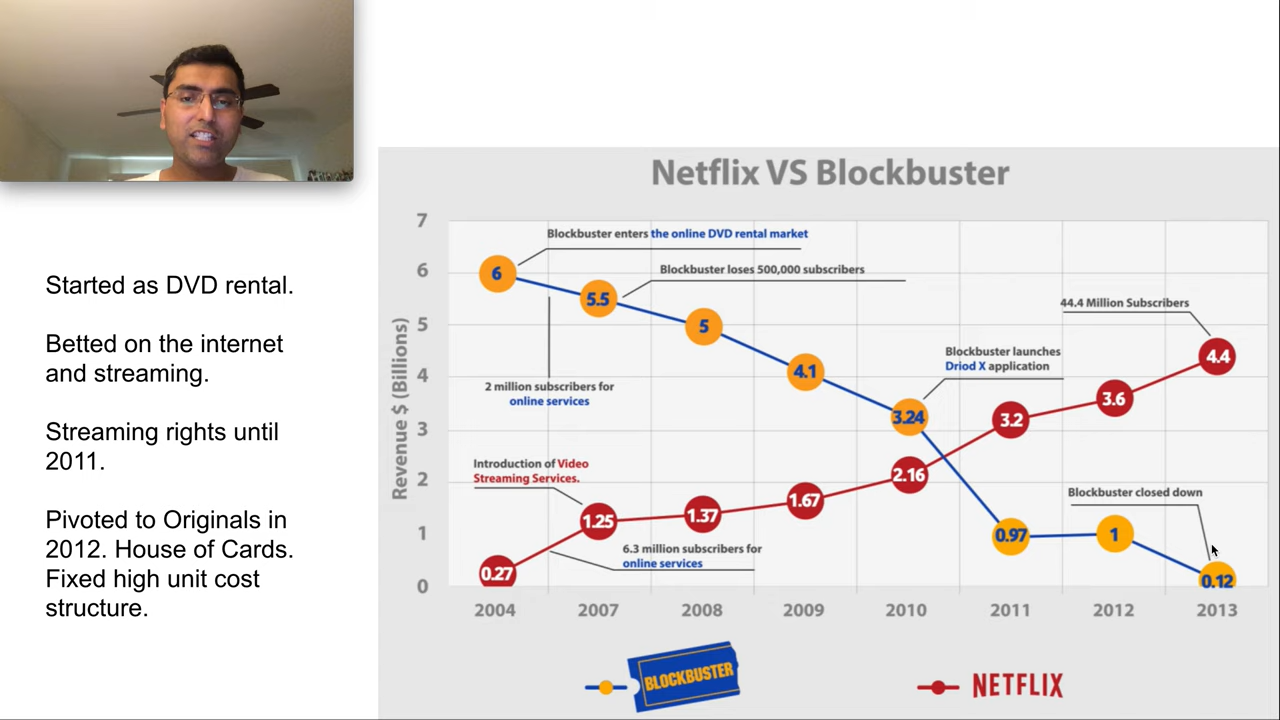 Started as DVD rental.
Betted on the internet
and streaming.
Streaming rights until
2011.
Pivoted to Originals in
2012. House of Cards.
Fixed high unit cost
structure.
Netflix VS Blockbuster
Revenue $ (Billions)
7
6
5
4
3
2
1
0
Blockbuster enters the online DVD rental market
Blockbuster loses 500,000 subscribers
2 million subscribers for
online services
Blockbuster launches
Driod X application
44.4 Million Subscribers
Introduction of Video
Streaming Services.
6.3 million subscribers for
online services
Blockbuster closed down
6
5.5
5
4.1
3.24
0.97
1
0.12
0.27
1.25
1.37
1.67
2.16
3.2
3.6
4.4
2004
2007
2008
2009
2010
2011
2012
2013
BLOCKBUSTER
NETFLIX